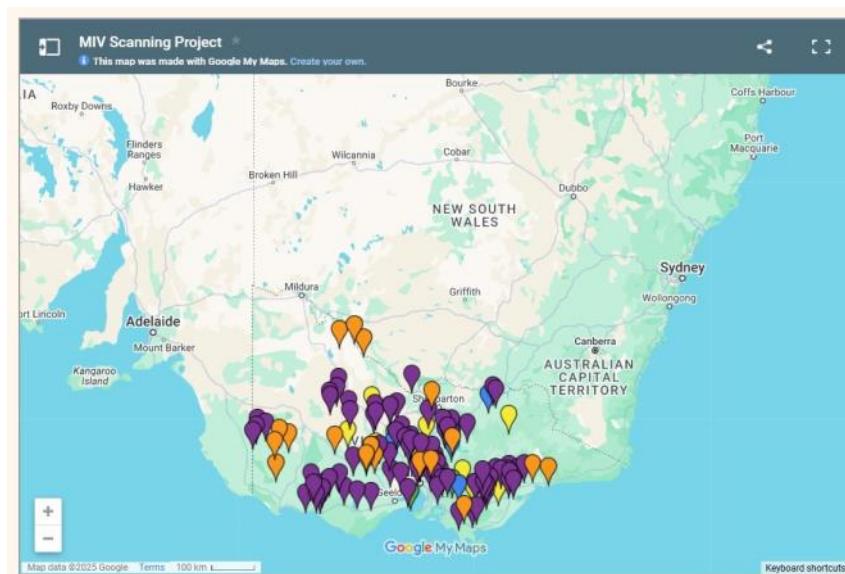 MIV Scanning Project
This map was made with Google My Maps. Create your own.
IA
Roxby Downs
Bourke
Coffs Harbour
Flinders
Ranges
Port
Macquarie
Hawker
Wilcannia
Cobar
Broken Hill
Dubbo
NEW SOUTH
WALES
Mildura
Griffith
Sydney
Wollongong
ort Lincoln
Adelaide
Mount Barker
Canberra
Kangaroo
Island
AUSTRALIAN
CAPITAL
TERRITORY
+
−
Google My Maps
Map data ©2025 Google
Terms
100 km
Keyboard shortcuts